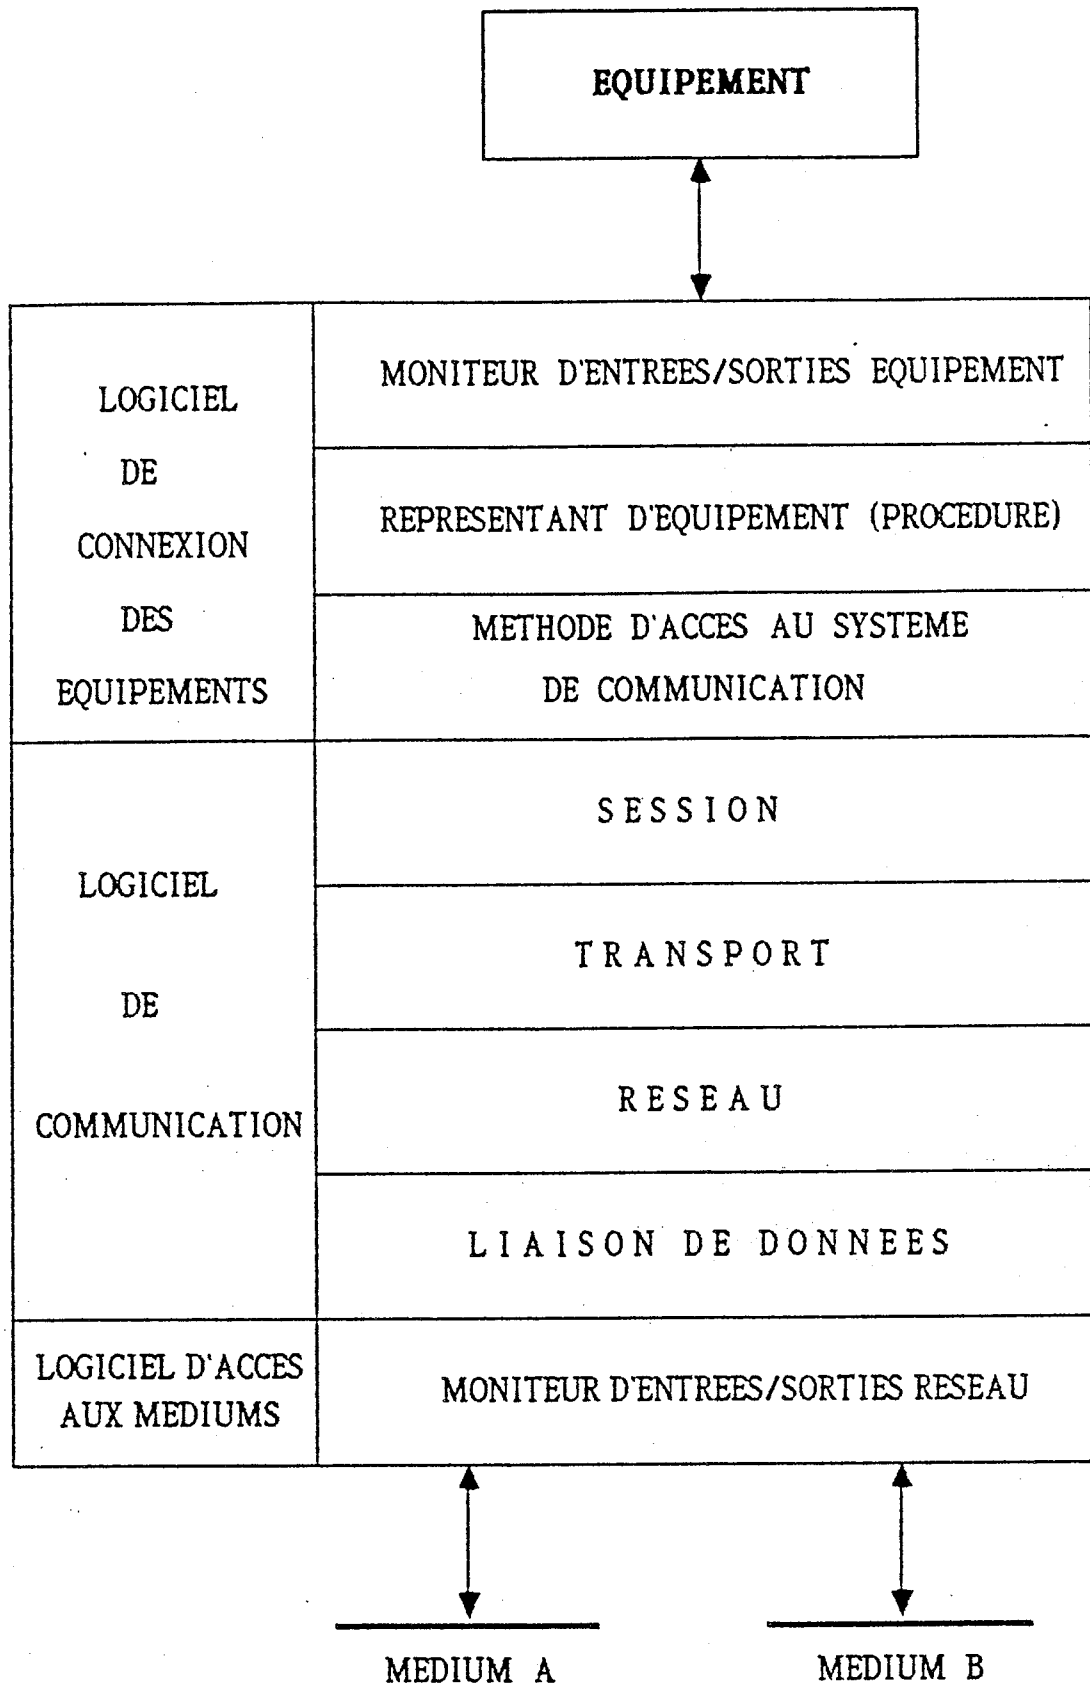 EQUIPEMENT
LOGICIEL
DE
CONNEXION
DES
EQUIPEMENTS
MONITEUR D'ENTREES/SORTIES EQUIPEMENT
REPRESENTANT D'EQUIPEMENT (PROCEDURE)
METHODE D'ACCES AU SYSTEME
DE COMMUNICATION
LOGICIEL
DE
COMMUNICATION
SESSION
TRANSPORT
RESEAU
LIAISON DE DONNEES
LOGICIEL D'ACCES
AUX MEDIUMS
MONITEUR D'ENTREES/SORTIES RESEAU
MEDIUM A
MEDIUM B